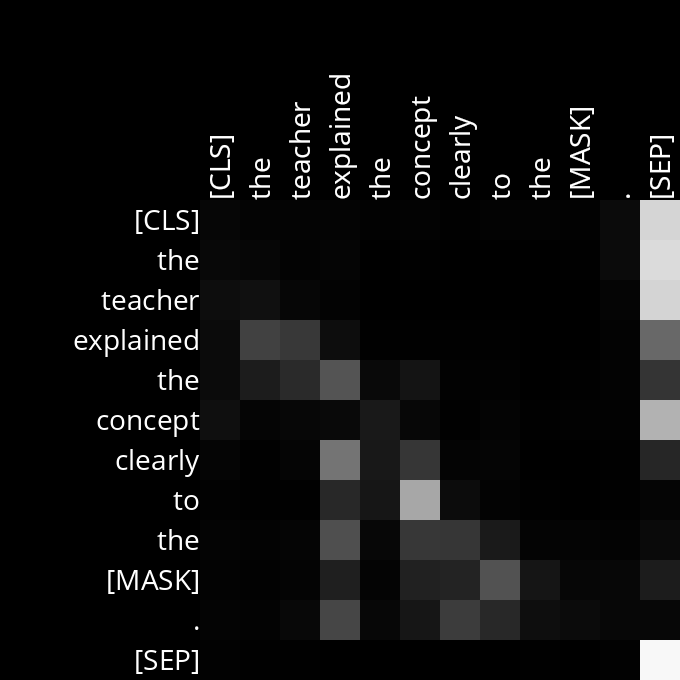 [CLS] the teacher explained the concept clearly to the [MASK] . [SEP]
[CLS]
the
teacher
explained
the
concept
clearly
to
the
[MASK]
.
[SEP]